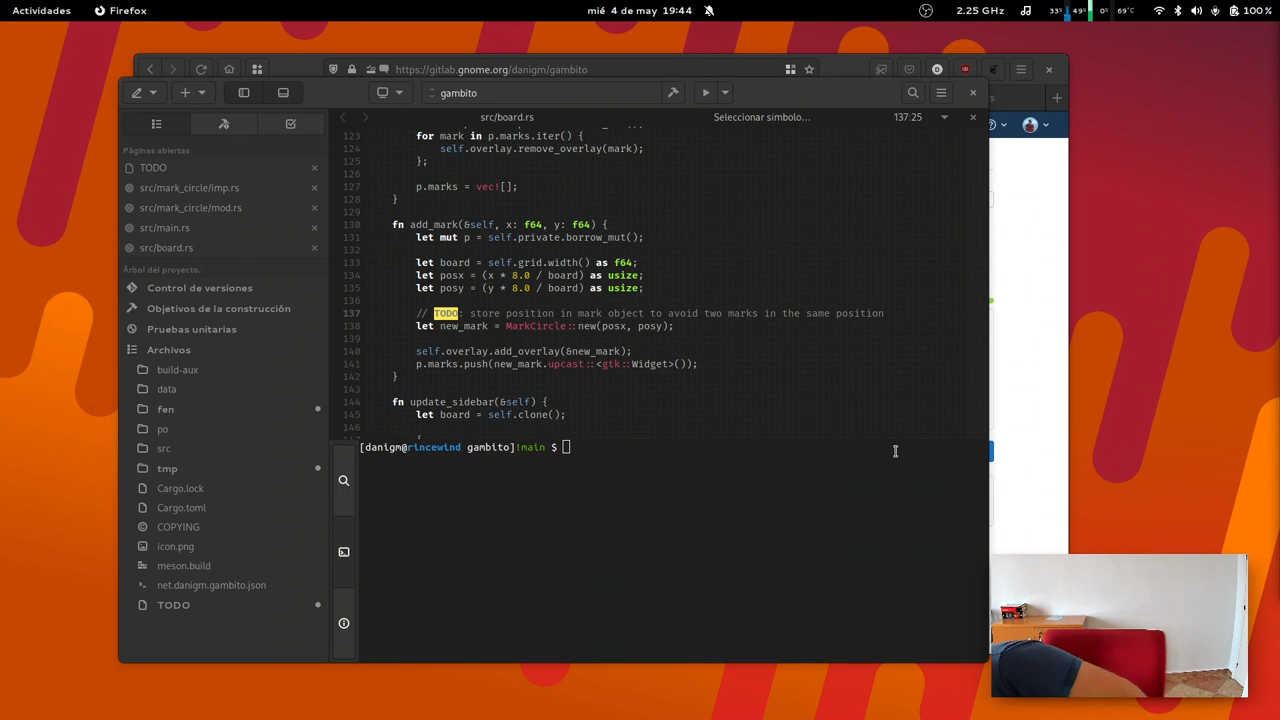 Actividades
Firefox
mié 4 de may 19:44
2.25 GHz
33%
49%
0%
69°C
100 %
https://gitlab.gnome.org/danigm/gambito
gambito
src/board.rs
Seleccionar simbolo…
137:25
Páginas abiertas
TODO
src/mark_circle/imp.rs
src/mark_circle/mod.rs
src/main.rs
src/board.rs
Árbol del proyecto.
Control de versiones
Objetivos de la construcción
Pruebas unitarias
Archivos
build-aux
data
fen
po
src
tmp
Cargo.lock
Cargo.toml
COPYING
icon.png
meson.build
net.danigm.gambito.json
TODO
123 for mark in p.marks.iter() {
124 self.overlay.remove_overlay(mark);
125 };
126
127 p.marks = vec![];
128 }
129
130 fn add_mark(&self, x: f64, y: f64) {
131 let mut p = self.private.borrow_mut();
132
133 let board = self.grid.width() as f64;
134 let posx = (x * 8.0 / board) as usize;
135 let posy = (y * 8.0 / board) as usize;
136
137 // TODO: store position in mark object to avoid two marks in the same position
138 let new_mark = MarkCircle::new(posx, posy);
140 self.overlay.add_overlay(&new_mark);
141 p.marks.push(new_mark.upcast::<gtk::Widget>());
142 }
143
144 fn update_sidebar(&self) {
145 let board = self.clone();
146
[danigm@rincewind gambito]!main $